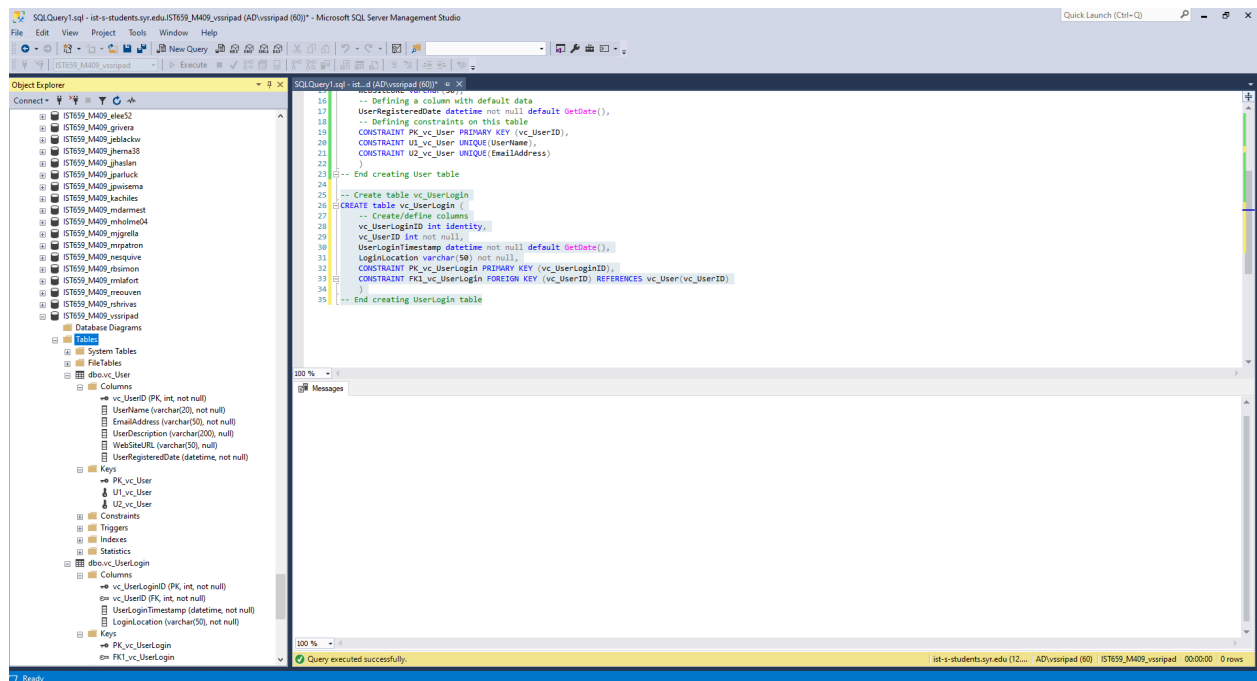 SQLQuery1.sql - ist-s-students.syr.edu.IST659_M409_vssripad (AD\vssripad (60))* - Microsoft SQL Server Management Studio
Quick Launch (Ctrl+Q)
File Edit View Project Tools Window Help
New Query
IST659_M409_vssripad
Execute
Object Explorer
Connect
IST659_M409_elee52
IST659_M409_grivera
IST659_M409_jeblackw
IST659_M409_jherna38
IST659_M409_jjhaslan
IST659_M409_jparluck
IST659_M409_jpwisema
IST659_M409_kachiles
IST659_M409_mdarmest
IST659_M409_mholme04
IST659_M409_mjgrella
IST659_M409_mrpatron
IST659_M409_nesquive
IST659_M409_rbsimon
IST659_M409_rmlafort
IST659_M409_rreouven
IST659_M409_rshrivas
IST659_M409_vssripad
Database Diagrams
Tables
System Tables
FileTables
dbo.vc_User
Columns
vc_UserID (PK, int, not null)
UserName (varchar(20), not null)
EmailAddress (varchar(50), not null)
UserDescription (varchar(200), null)
WebSiteURL (varchar(50), null)
UserRegisteredDate (datetime, not null)
Keys
PK_vc_User
U1_vc_User
U2_vc_User
Constraints
Triggers
Indexes
Statistics
dbo.vc_UserLogin
Columns
vc_UserLoginID (PK, int, not null)
vc_UserID (FK, int, not null)
UserLoginTimestamp (datetime, not null)
LoginLocation (varchar(50), not null)
Keys
PK_vc_UserLogin
FK1_vc_UserLogin
SQLQuery1.sql - ist...d (AD\vssripad (60))*
15 WebSiteURL varchar(50),
16 -- Defining a column with default data
17 UserRegisteredDate datetime not null default GetDate(),
18 -- Defining constraints on this table
19 CONSTRAINT PK_vc_User PRIMARY KEY (vc_UserID),
20 CONSTRAINT U1_vc_User UNIQUE(UserName),
21 CONSTRAINT U2_vc_User UNIQUE(EmailAddress)
22 )
23 -- End creating User table
24
25 -- Create table vc_UserLogin
26 CREATE table vc_UserLogin (
27 -- Create/define columns
28 vc_UserLoginID int identity,
29 vc_UserID int not null,
30 UserLoginTimestamp datetime not null default GetDate(),
31 LoginLocation varchar(50) not null,
32 CONSTRAINT PK_vc_UserLogin PRIMARY KEY (vc_UserLoginID),
33 CONSTRAINT FK1_vc_UserLogin FOREIGN KEY (vc_UserID) REFERENCES vc_User(vc_UserID)
34 )
35 -- End creating UserLogin table
100 %
Messages
100 %
Query executed successfully.
ist-s-students.syr.edu (12.... AD\vssripad (60) IST659_M409_vssripad 00:00:00 0 rows
Ready